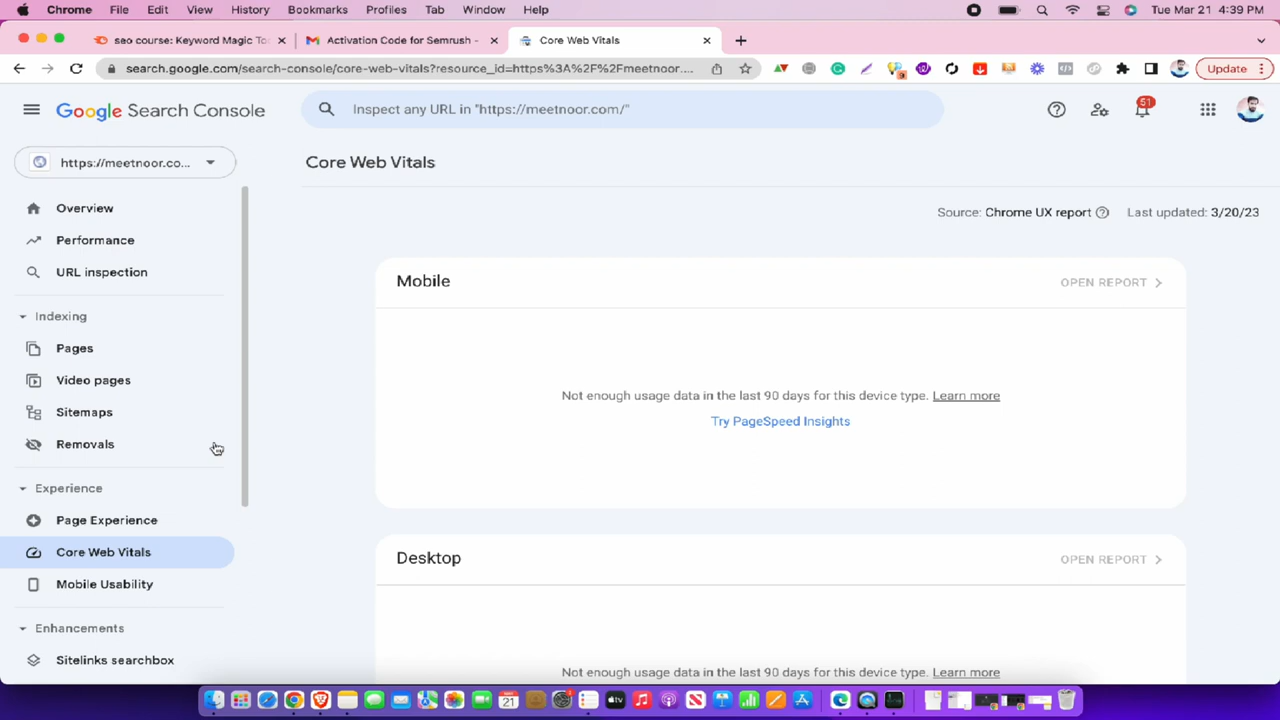 Chrome File Edit View History Bookmarks Profiles Tab Window Help Tue Mar 21 4:39 PM
seo course: Keyword Magic To Activation Code for Semrush - Core Web Vitals
search.google.com/search-console/core-web-vitals?resource_id=https%3A%2F%2Fmeetnoor.... Update
Google Search Console Inspect any URL in "https://meetnoor.com/" 51
https://meetnoor.co... Core Web Vitals
Overview
Source: Chrome UX report Last updated: 3/20/23
Performance
URL inspection
Mobile OPEN REPORT
Indexing
Pages
Video pages
Not enough usage data in the last 90 days for this device type. Learn more
Sitemaps
Try PageSpeed Insights
Removals
Experience
Page Experience
Core Web Vitals
Desktop OPEN REPORT
Mobile Usability
Enhancements
Sitelinks searchbox
Not enough usage data in the last 90 days for this device type. Learn more